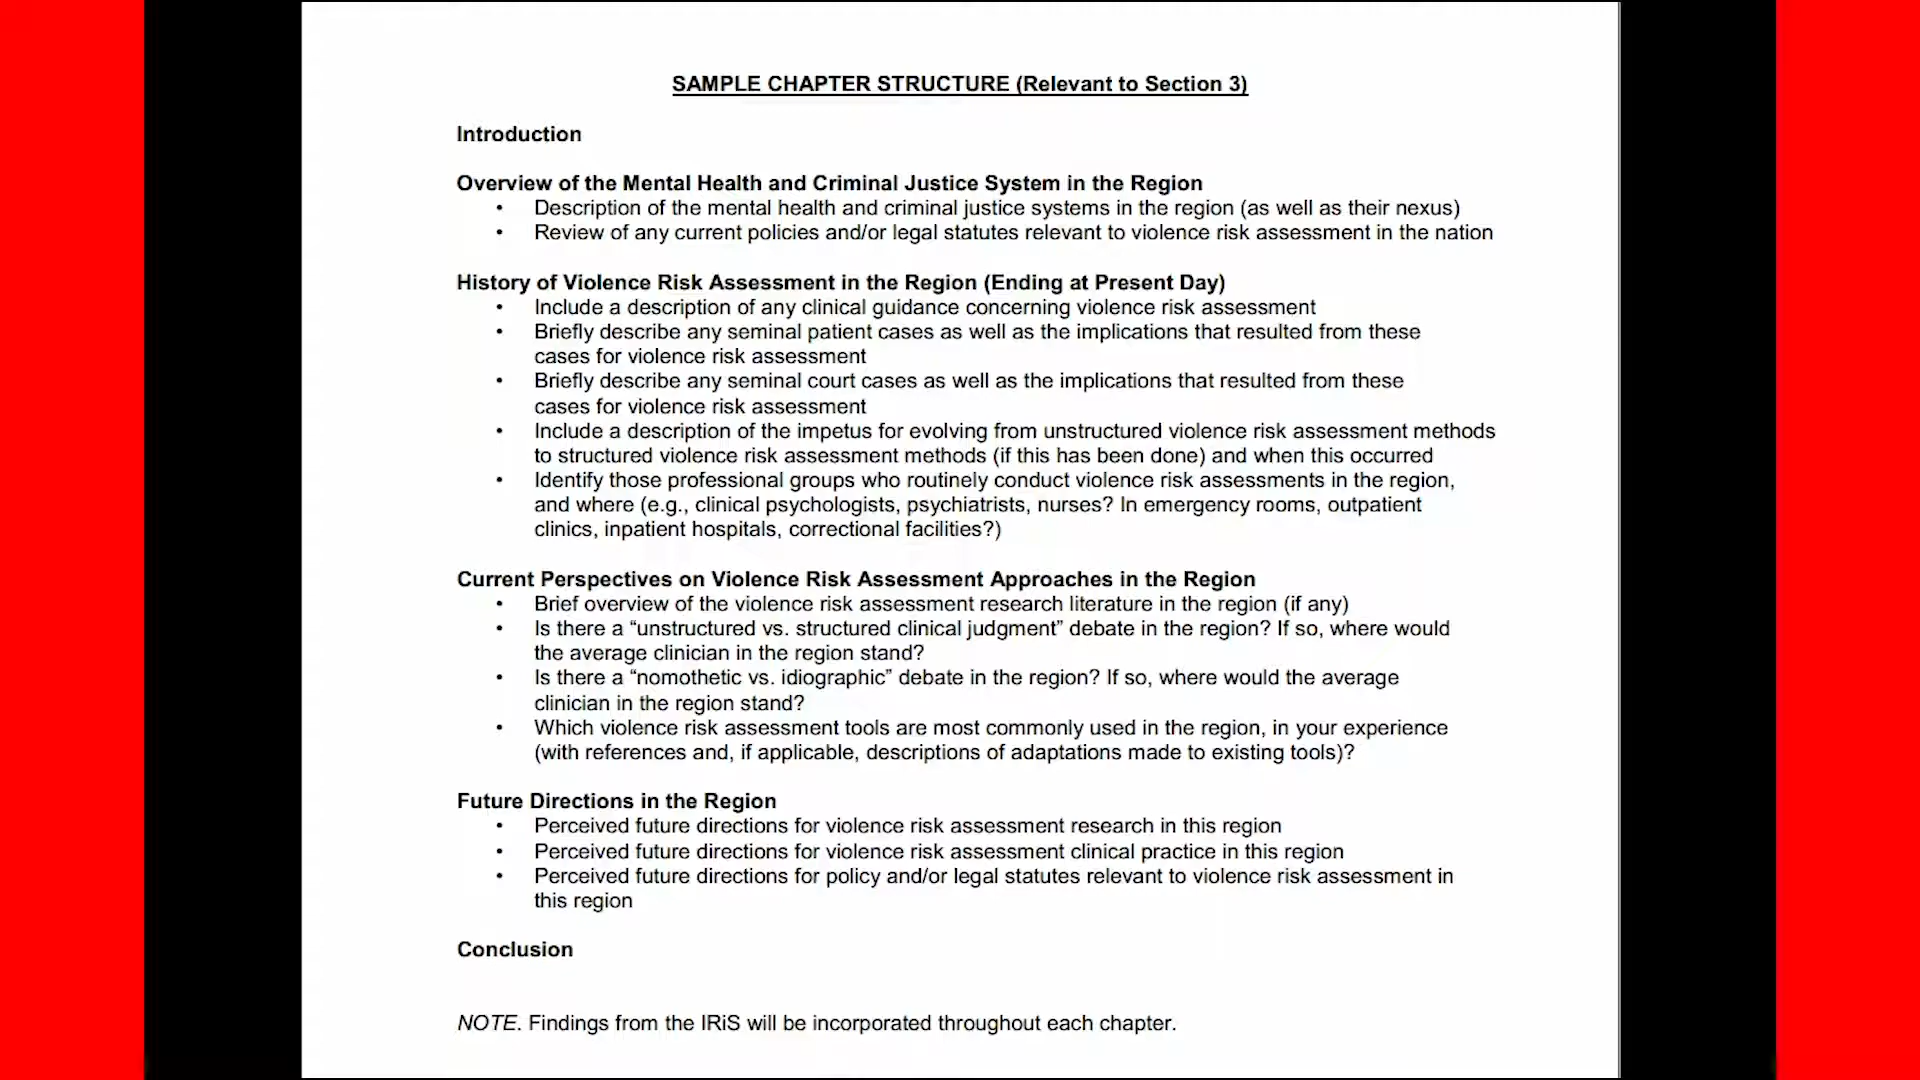 SAMPLE CHAPTER STRUCTURE (Relevant to Section 3)
Introduction
Overview of the Mental Health and Criminal Justice System in the Region
• Description of the mental health and criminal justice systems in the region (as well as their nexus)
• Review of any current policies and/or legal statutes relevant to violence risk assessment in the nation
History of Violence Risk Assessment in the Region (Ending at Present Day)
• Include a description of any clinical guidance concerning violence risk assessment
• Briefly describe any seminal patient cases as well as the implications that resulted from these
cases for violence risk assessment
• Briefly describe any seminal court cases as well as the implications that resulted from these
cases for violence risk assessment
• Include a description of the impetus for evolving from unstructured violence risk assessment methods
to structured violence risk assessment methods (if this has been done) and when this occurred
• Identify those professional groups who routinely conduct violence risk assessments in the region,
and where (e.g., clinical psychologists, psychiatrists, nurses? In emergency rooms, outpatient
clinics, inpatient hospitals, correctional facilities?)
Current Perspectives on Violence Risk Assessment Approaches in the Region
• Brief overview of the violence risk assessment research literature in the region (if any)
• Is there a “unstructured vs. structured clinical judgment” debate in the region? If so, where would
the average clinician in the region stand?
• Is there a “nomothetic vs. idiographic” debate in the region? If so, where would the average
clinician in the region stand?
• Which violence risk assessment tools are most commonly used in the region, in your experience
(with references and, if applicable, descriptions of adaptations made to existing tools)?
Future Directions in the Region
• Perceived future directions for violence risk assessment research in this region
• Perceived future directions for violence risk assessment clinical practice in this region
• Perceived future directions for policy and/or legal statutes relevant to violence risk assessment in
this region
Conclusion
NOTE. Findings from the IRiS will be incorporated throughout each chapter.